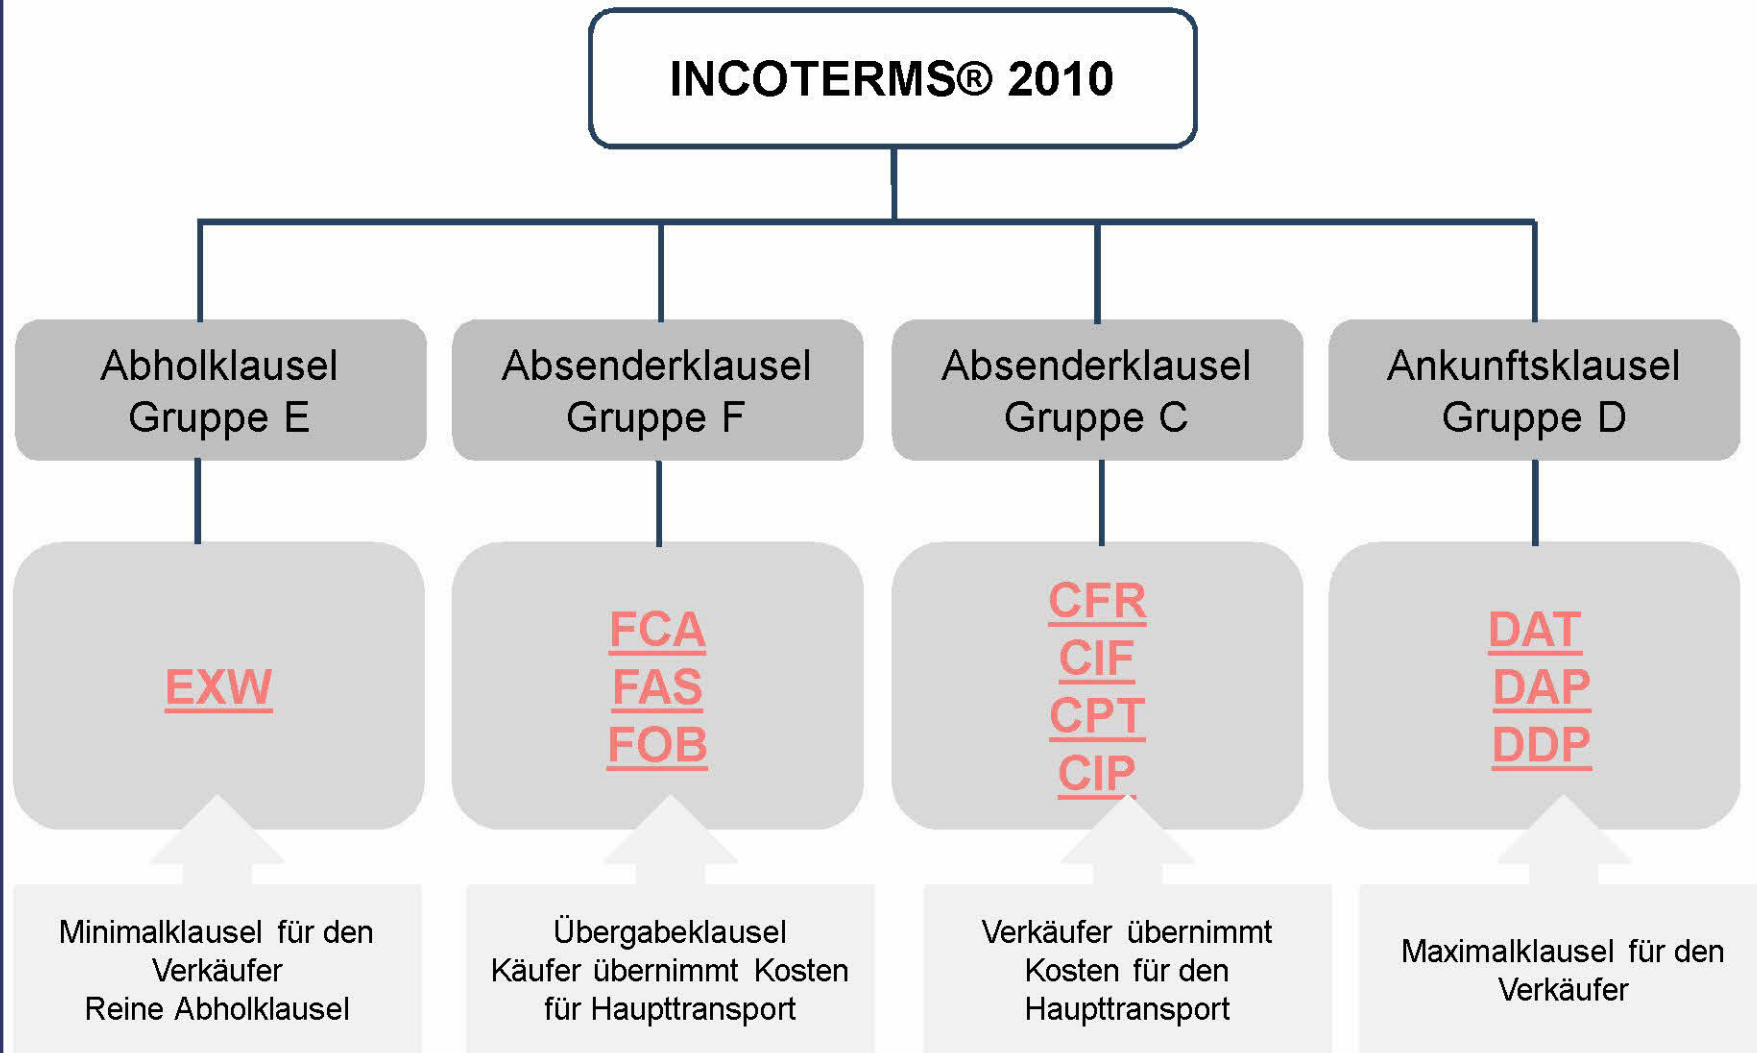 INCOTERMS® 2010
Abholklausel
Gruppe E
Absenderklausel
Gruppe F
Absenderklausel
Gruppe C
Ankunftsklausel
Gruppe D
EXW
FCA
FAS
FOB
CFR
CIF
CPT
CIP
DAT
DAP
DDP
Minimalklausel für den
Verkäufer
Reine Abholklausel
Übergabeklausel
Käufer übernimmt Kosten
für Haupttransport
Verkäufer übernimmt
Kosten für den
Haupttransport
Maximalklausel für den
Verkäufer